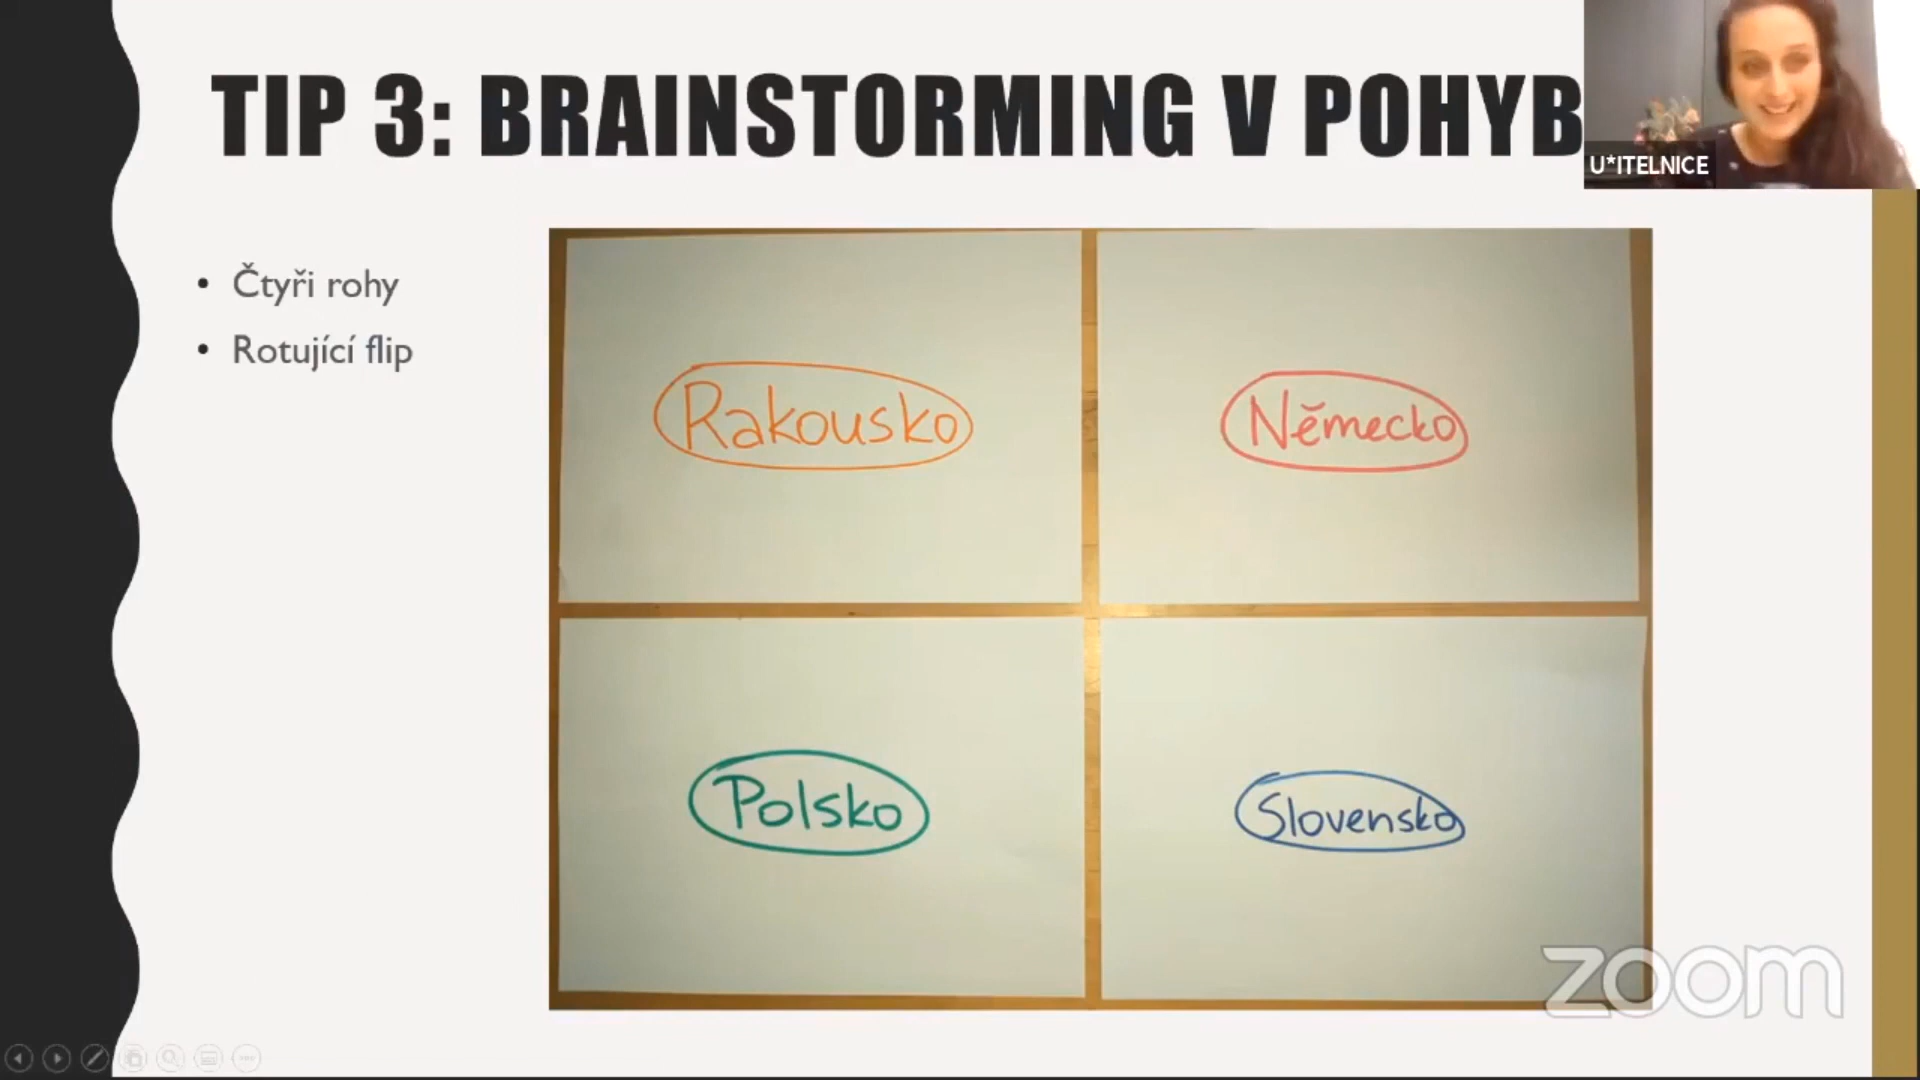 TIP 3: BRAINSTORMING V POHYB
U*ITELNICE
• Čtyři rohy
• Rotující flip
Rakousko
Německo
Polsko
Slovensko
zoom